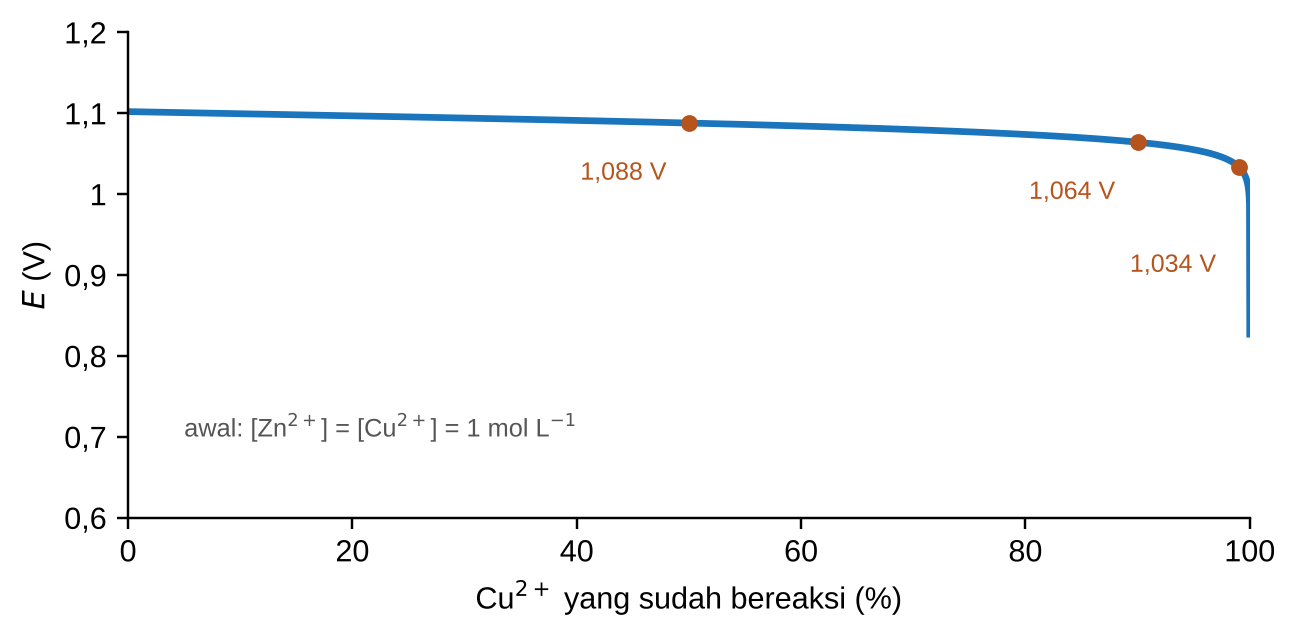 1,2
1,1
1
0,9
0,8
0,7
0,6
E (V)
1,088 V
1,064 V
1,034 V
awal: [Zn²⁺] = [Cu²⁺] = 1 mol L⁻¹
0 20 40 60 80 100
Cu²⁺ yang sudah bereaksi (%)